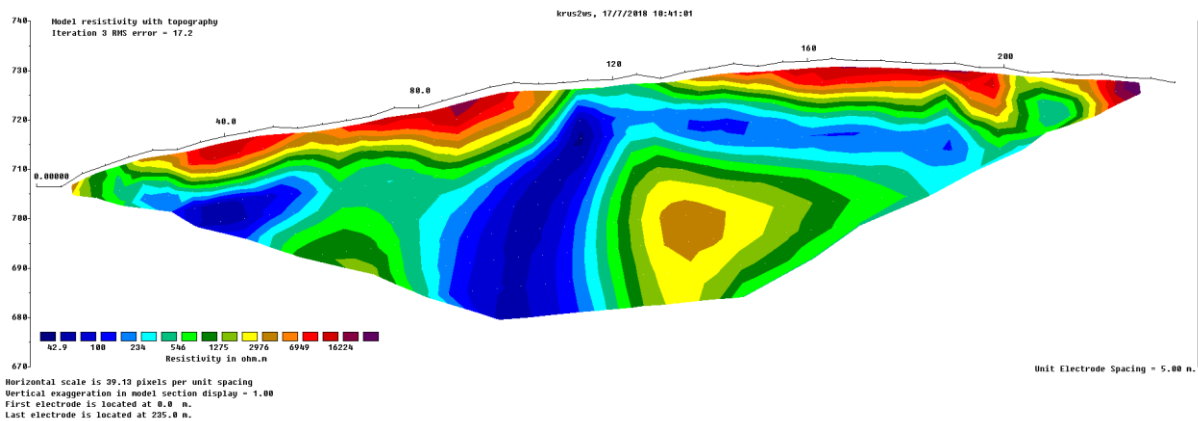 krus2ws, 17/7/2018 10:41:01
Model resistivity with topography
Iteration 3 RMS error = 17.2
740
730
720
710
700
690
680
670
0.00000
40.0
80.0
120
160
200
42.9 100 234 546 1275 2976 6949 16224
Resistivity in ohm.m
Unit Electrode Spacing = 5.00 m.
Horizontal scale is 39.13 pixels per unit spacing
Vertical exaggeration in model section display = 1.00
First electrode is located at 0.0 m.
Last electrode is located at 235.0 m.